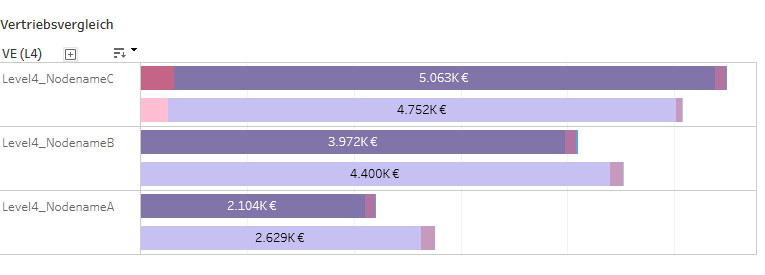 Vertriebsvergleich
VE (L4)
Level4_NodenameC
5.063K €
4.752K €
Level4_NodenameB
3.972K €
4.400K €
Level4_NodenameA
2.104K €
2.629K €